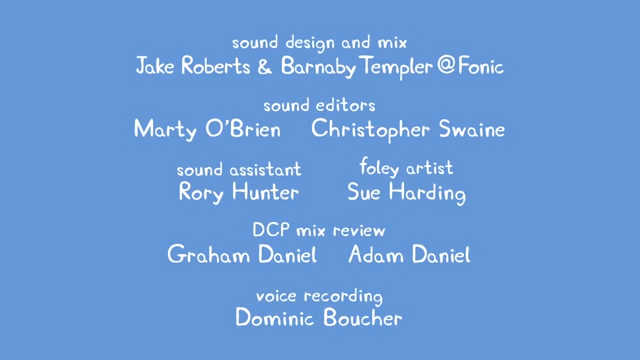 sound design and mix
Jake Roberts & Barnaby Templer @ Fonic
sound editors
Marty O'Brien Christopher Swaine
sound assistant foley artist
Rory Hunter Sue Harding
DCP mix review
Graham Daniel Adam Daniel
voice recording
Dominic Boucher